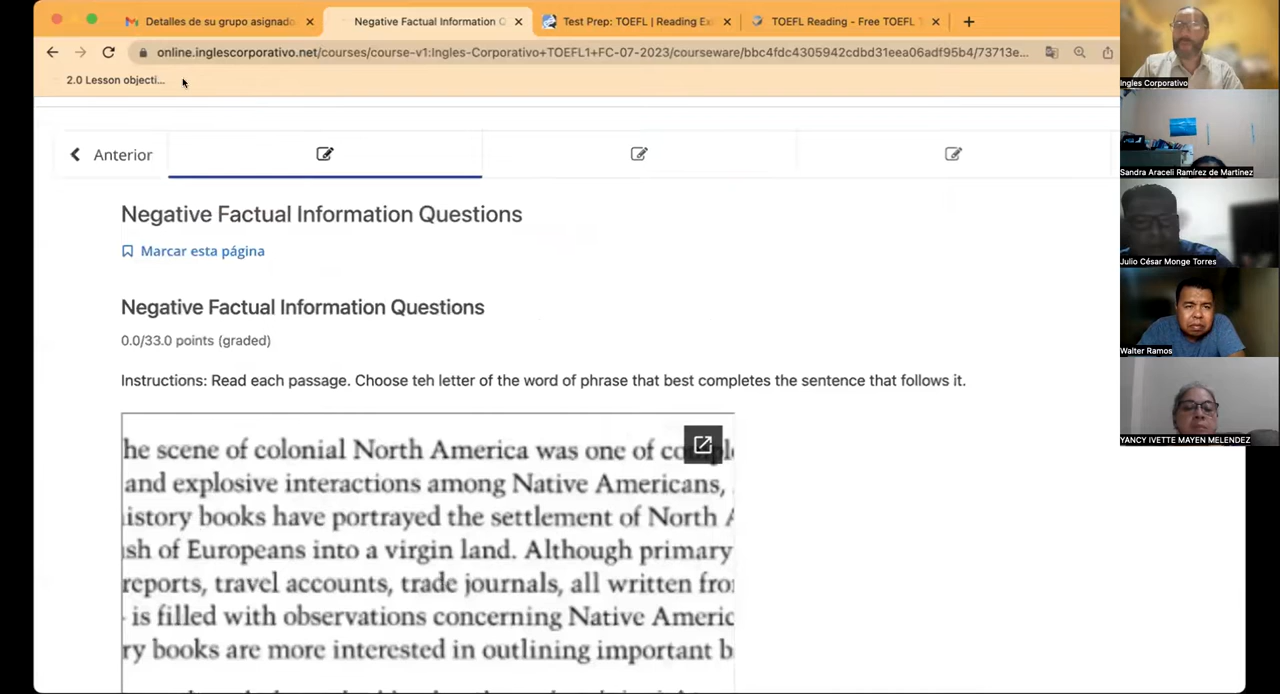 Detalles de su grupo asignado
Negative Factual Information Q
Test Prep: TOEFL | Reading Ex
TOEFL Reading - Free TOEFL
online.inglescorporativo.net/courses/course-v1:Ingles-Corporativo+TOEFL1+FC-07-2023/courseware/bbc4fdc4305942cdbd31eea06adf95b4/73713e...
2.0 Lesson objecti...
Anterior
Negative Factual Information Questions
Marcar esta página
Negative Factual Information Questions
0.0/33.0 points (graded)
Instructions: Read each passage. Choose teh letter of the word of phrase that best completes the sentence that follows it.
he scene of colonial North America was one of
and explosive interactions among Native Americans,
istory books have portrayed the settlement of North
sh of Europeans into a virgin land. Although primary
reports, travel accounts, trade journals, all written fro
is filled with observations concerning Native Americ
ry books are more interested in outlining important b
Ingles Corporativo
Sandra Araceli Ramírez de Martinez
Julio César Monge Torres
Walter Ramos
YANCY IVETTE MAYEN MELENDEZ